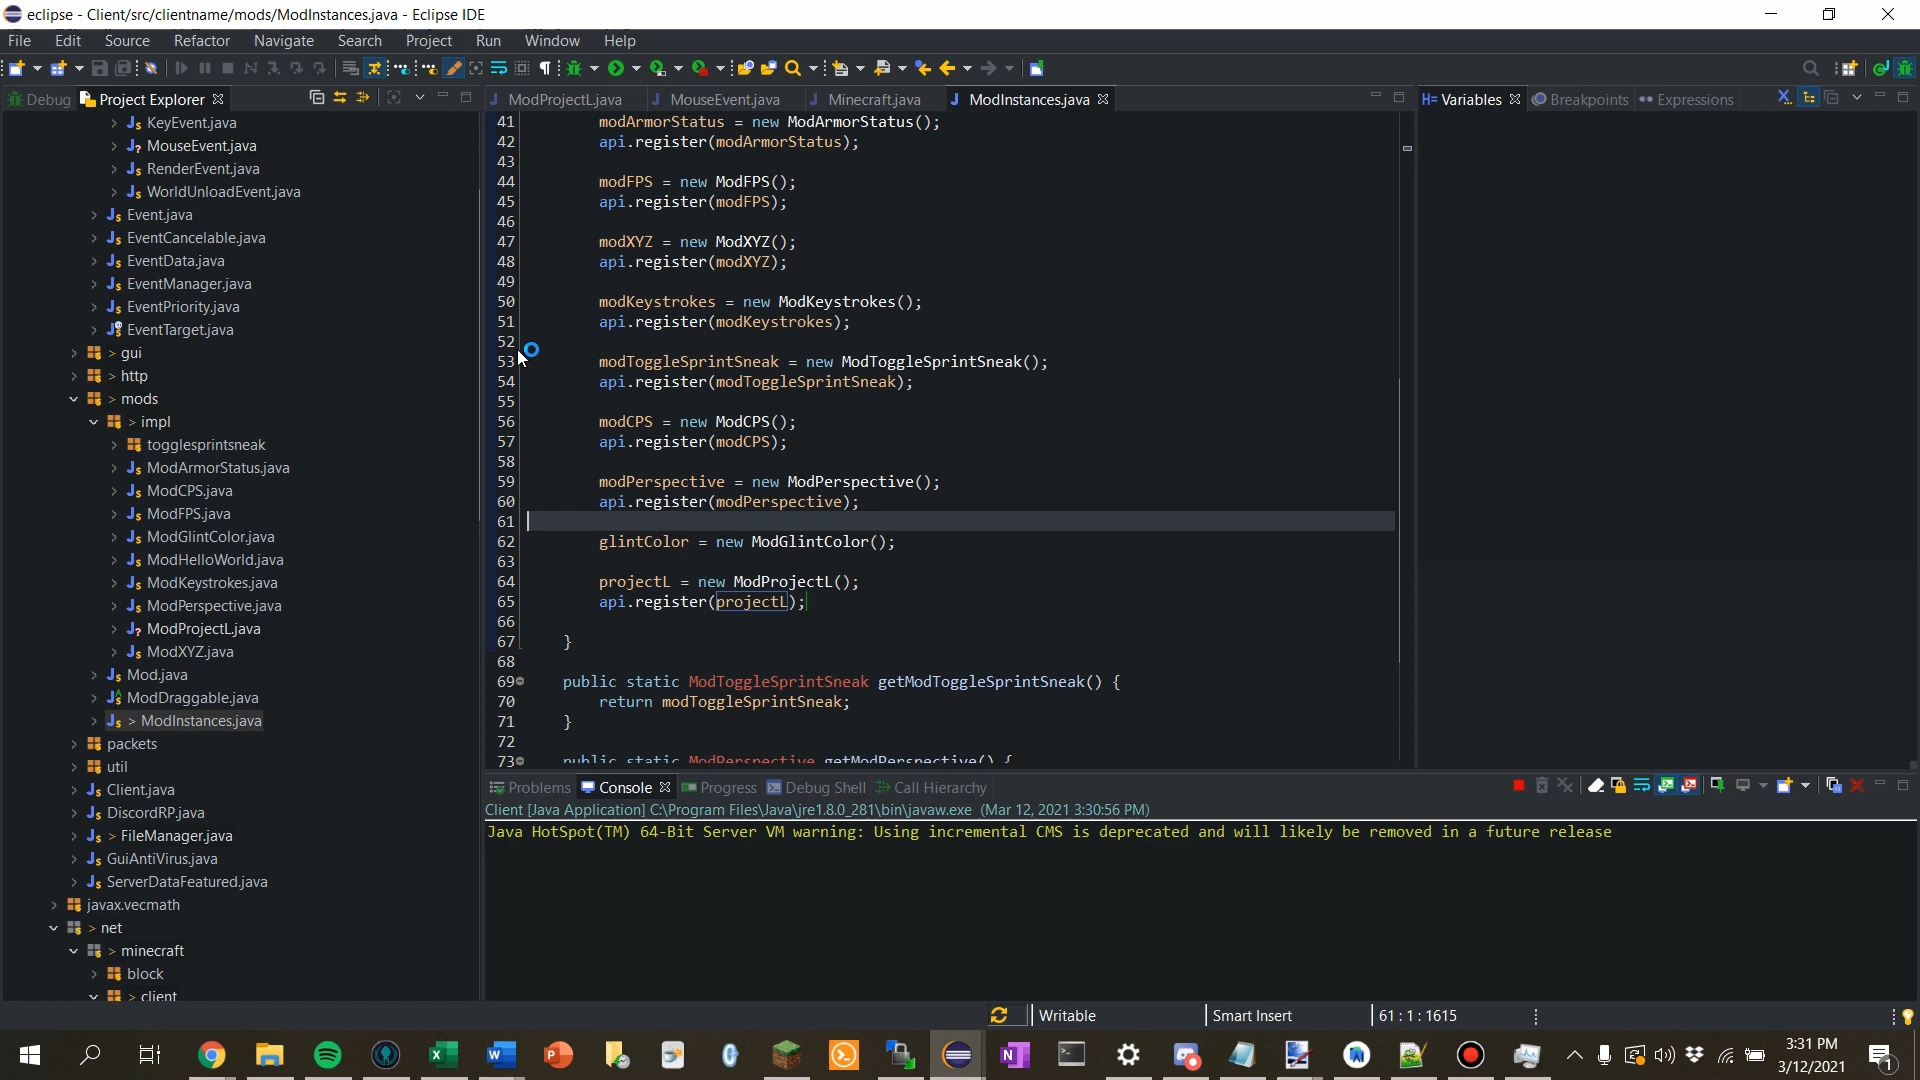 eclipse - Client/src/clientname/mods/ModInstances.java - Eclipse IDE
File Edit Source Refactor Navigate Search Project Run Window Help
Debug Project Explorer
ModProjectL.java MouseEvent.java Minecraft.java ModInstances.java
Variables Breakpoints Expressions
KeyEvent.java
MouseEvent.java
RenderEvent.java
WorldUnloadEvent.java
Event.java
EventCancelable.java
EventData.java
EventManager.java
EventPriority.java
EventTarget.java
> gui
> http
> mods
> impl
togglesprintsneak
ModArmorStatus.java
ModCPS.java
ModFPS.java
ModGlintColor.java
ModHelloWorld.java
ModKeystrokes.java
ModPerspective.java
ModProjectL.java
ModXYZ.java
Mod.java
ModDraggable.java
> ModInstances.java
packets
util
Client.java
DiscordRP.java
> FileManager.java
GuiAntiVirus.java
ServerDataFeatured.java
javax.vecmath
> net
> minecraft
block
> client
41 modArmorStatus = new ModArmorStatus();
42 api.register(modArmorStatus);
43
44 modFPS = new ModFPS();
45 api.register(modFPS);
46
47 modXYZ = new ModXYZ();
48 api.register(modXYZ);
49
50 modKeystrokes = new ModKeystrokes();
51 api.register(modKeystrokes);
52
53 modToggleSprintSneak = new ModToggleSprintSneak();
54 api.register(modToggleSprintSneak);
55
56 modCPS = new ModCPS();
57 api.register(modCPS);
58
59 modPerspective = new ModPerspective();
60 api.register(modPerspective);
61
62 glintColor = new ModGlintColor();
63
64 projectL = new ModProjectL();
65 api.register(projectL);
66
67 }
68
69 public static ModToggleSprintSneak getModToggleSprintSneak() {
70 return modToggleSprintSneak;
71 }
72
73 public static ModPerspective getModPerspective() {
Problems Console Progress Debug Shell Call Hierarchy
Client [Java Application] C:\Program Files\Java\jre1.8.0_281\bin\javaw.exe (Mar 12, 2021 3:30:56 PM)
Java HotSpot(TM) 64-Bit Server VM warning: Using incremental CMS is deprecated and will likely be removed in a future release
Writable Smart Insert 61 : 1 : 1615
3:31 PM
3/12/2021
1